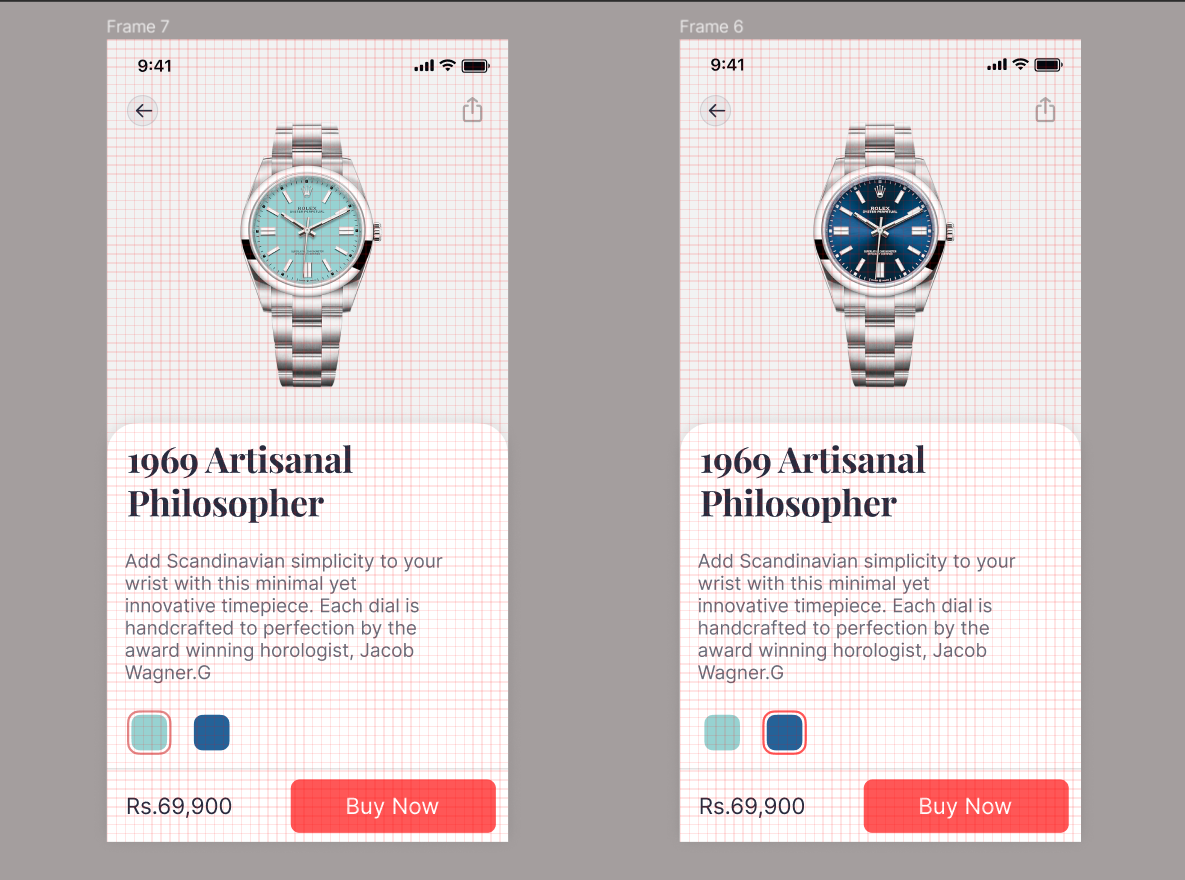 Frame 7
9:41
ROLEX
OYSTER PERPETUAL
1969 Artisanal
Philosopher
Add Scandinavian simplicity to your
wrist with this minimal yet
innovative timepiece. Each dial is
handcrafted to perfection by the
award winning horologist, Jacob
Wagner.G
Rs.69,900
Buy Now
Frame 6
9:41
ROLEX
OYSTER PERPETUAL
1969 Artisanal
Philosopher
Add Scandinavian simplicity to your
wrist with this minimal yet
innovative timepiece. Each dial is
handcrafted to perfection by the
award winning horologist, Jacob
Wagner.G
Rs.69,900
Buy Now